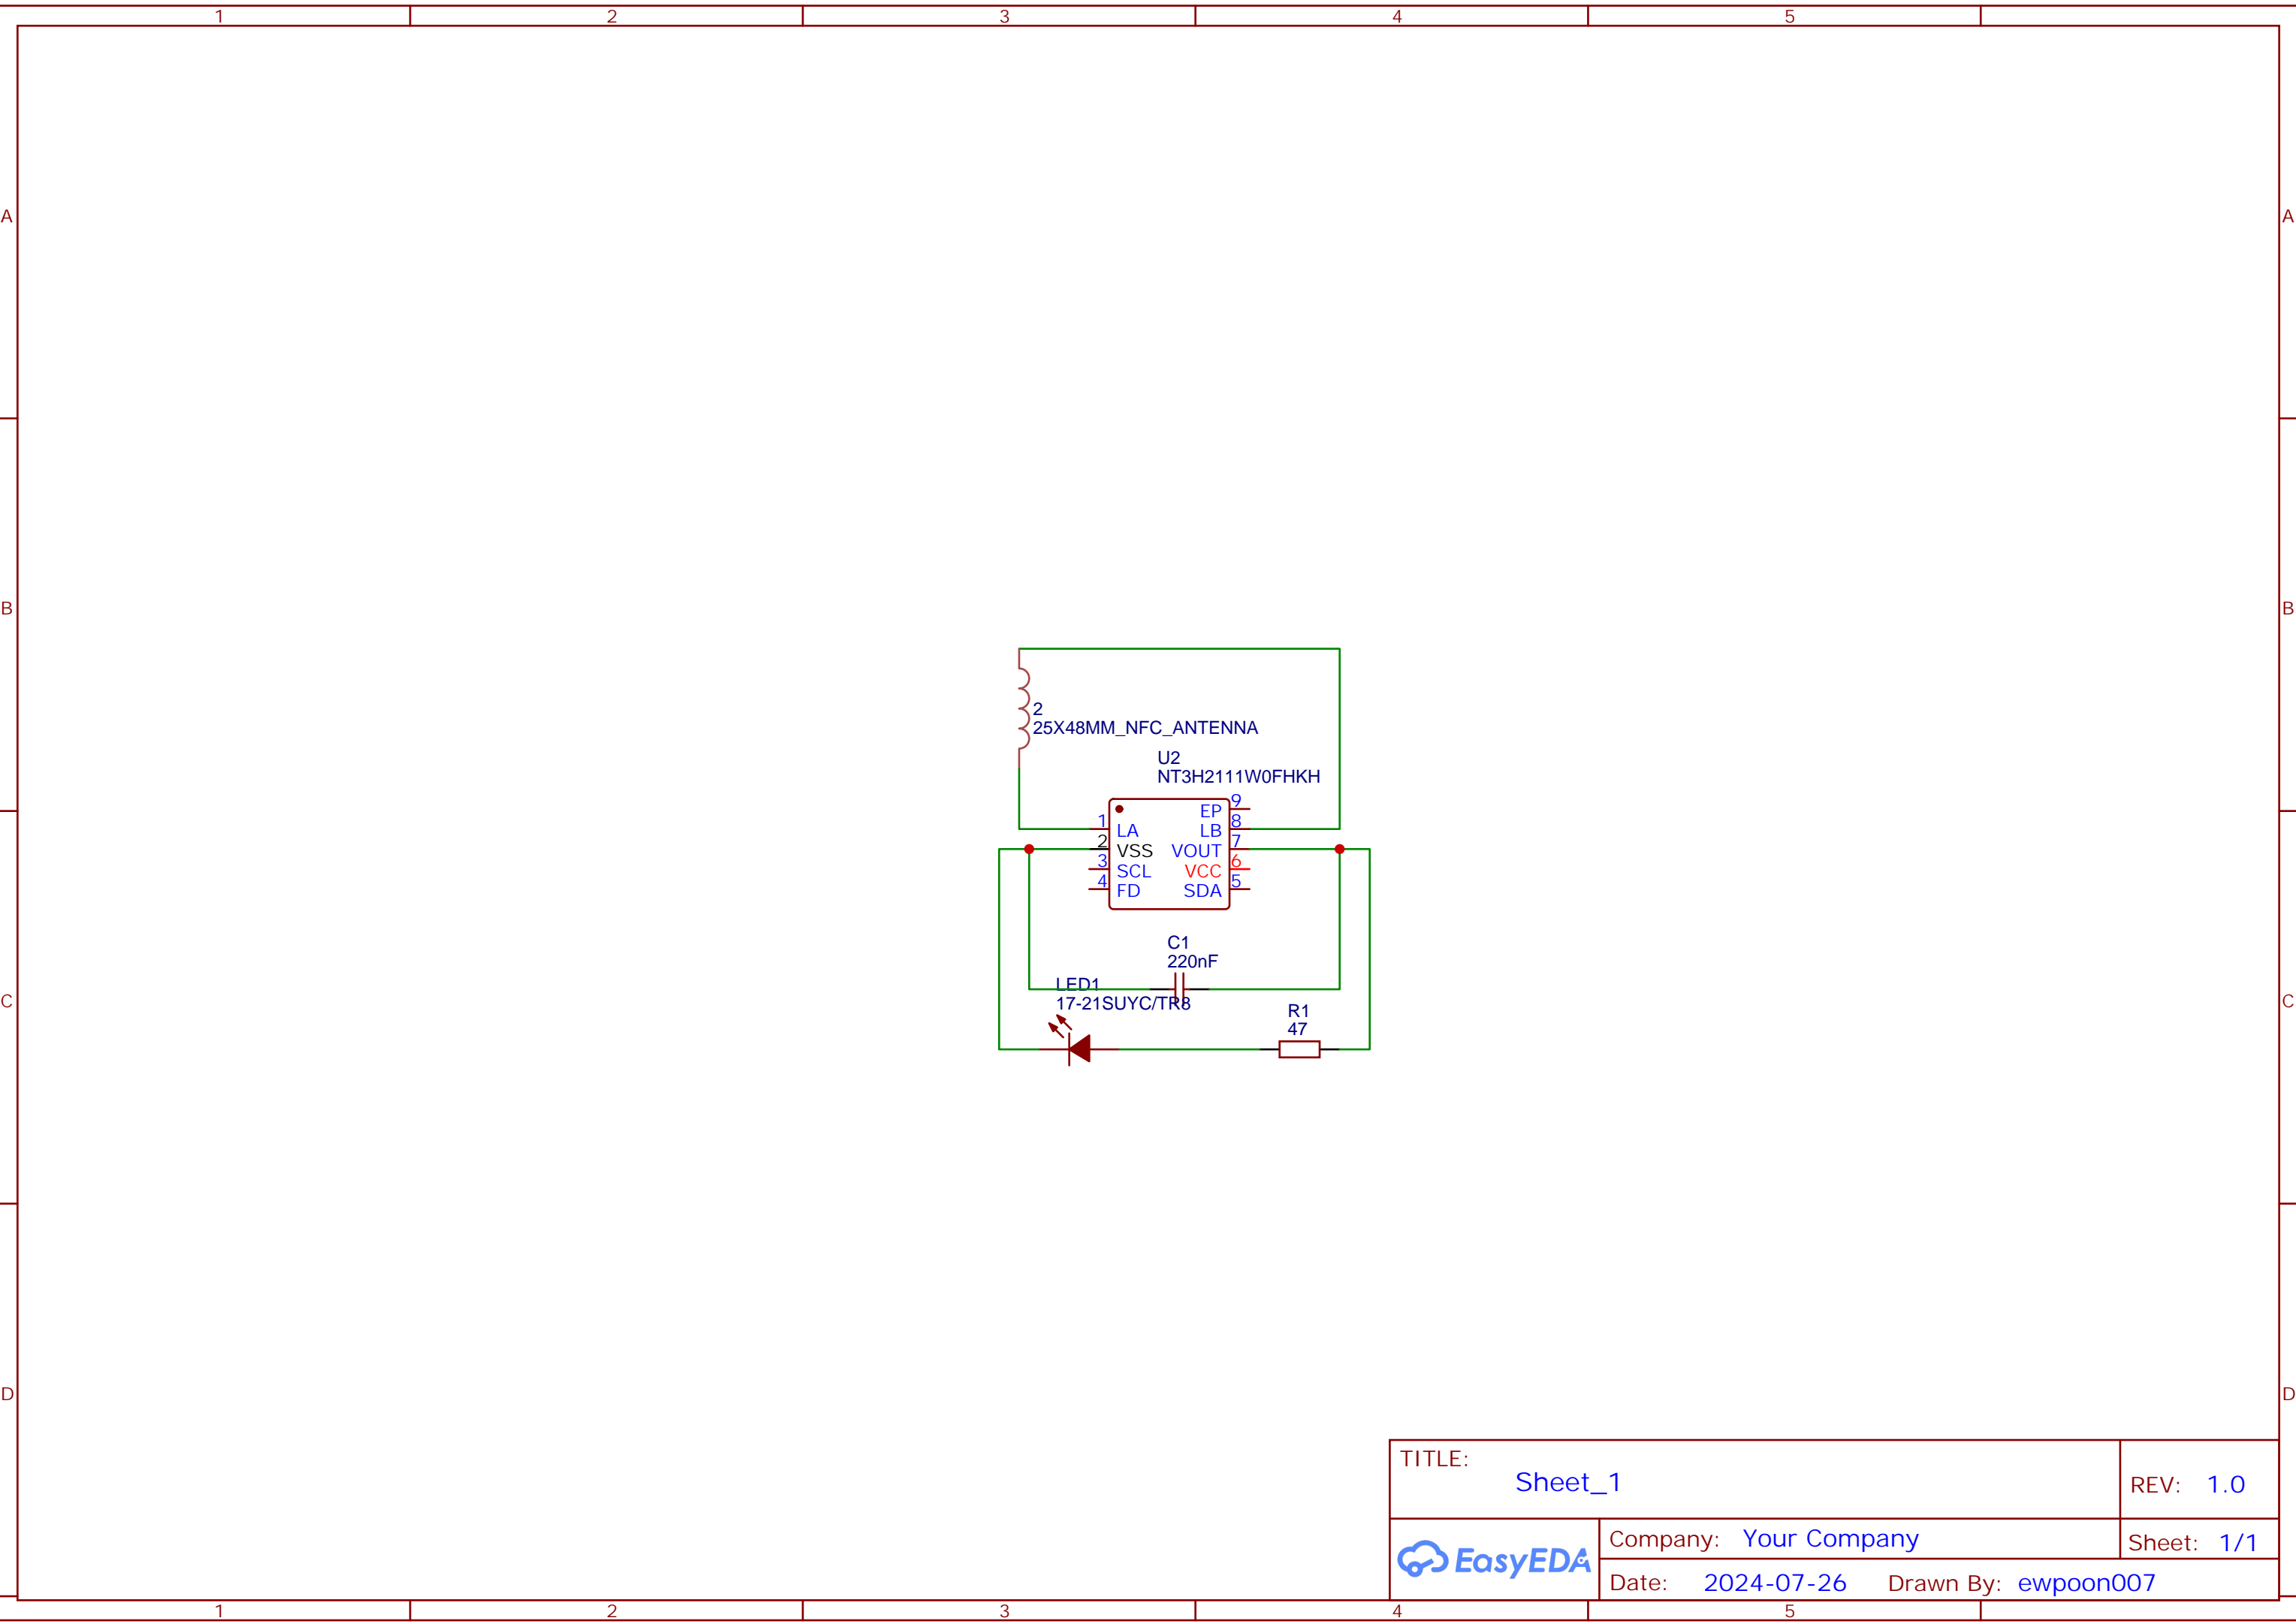 1 2 3 4 5
A A
B B
2
25X48MM_NFC_ANTENNA
U2
NT3H2111W0FHKH
EP 9
1 LA LB 8
2 VSS VOUT 7
3 SCL VCC 6
4 FD SDA 5
C1
220nF
LED1
17-21SUYC/TR8
C C
R1
47
D D
TITLE:
Sheet_1
REV: 1.0
EasyEDA
Company: Your Company
Sheet: 1/1
Date: 2024-07-26 Drawn By: ewpoon007
1 2 3 4 5